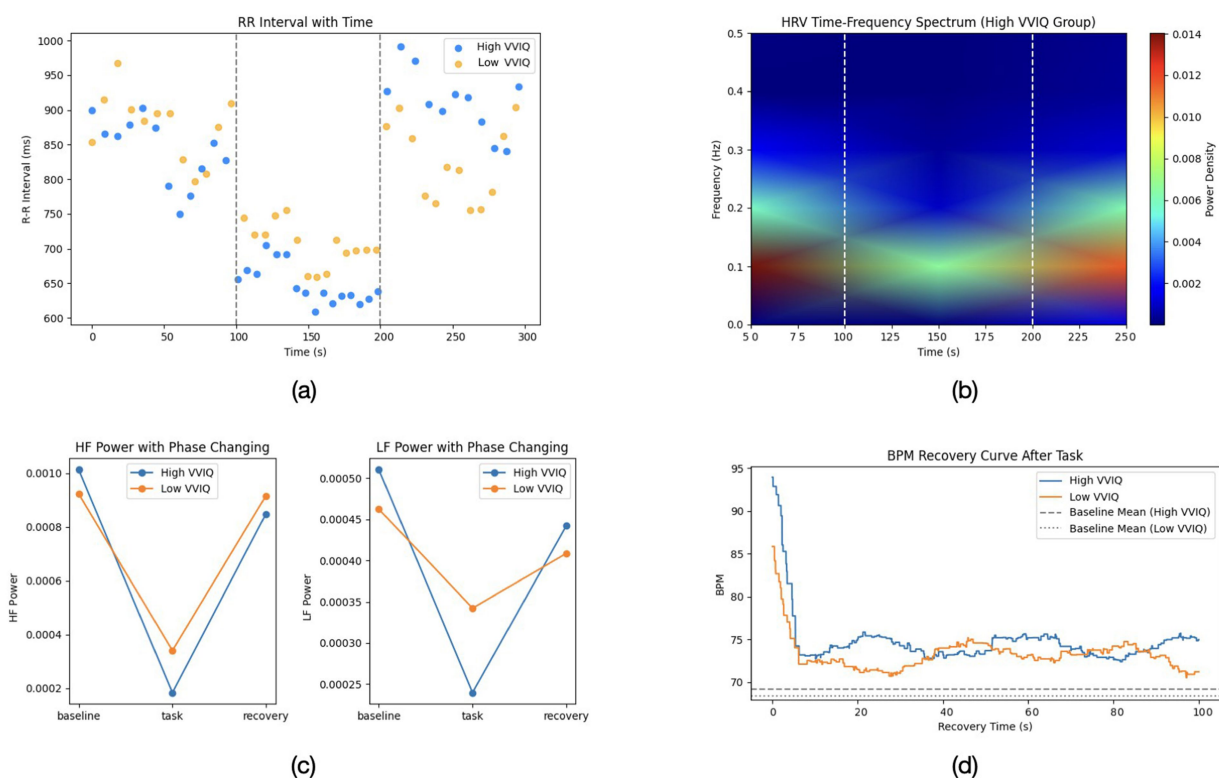 RR Interval with Time
R-R Interval (ms)
1000
950
900
850
800
750
700
650
600
High VVIQ
Low VVIQ
0
50
100
150
200
250
300
Time (s)
(a)
HRV Time-Frequency Spectrum (High VVIQ Group)
Frequency (Hz)
0.5
0.4
0.3
0.2
0.1
0.0
5 0
75
100
125
150
175
200
225
250
Time (s)
0.014
0.012
0.010
0.008
0.006
0.004
0.002
Power Density
(b)
HF Power with Phase Changing
HF Power
0.0010
0.0008
0.0006
0.0004
0.0002
High VVIQ
Low VVIQ
baseline
task
recovery
LF Power with Phase Changing
LF Power
0.00050
0.00045
0.00040
0.00035
0.00030
0.00025
High VVIQ
Low VVIQ
baseline
task
recovery
(c)
BPM Recovery Curve After Task
BPM
95
90
85
80
75
70
High VVIQ
Low VVIQ
Baseline Mean (High VVIQ)
Baseline Mean (Low VVIQ)
0
20
40
60
80
100
Recovery Time (s)
(d)